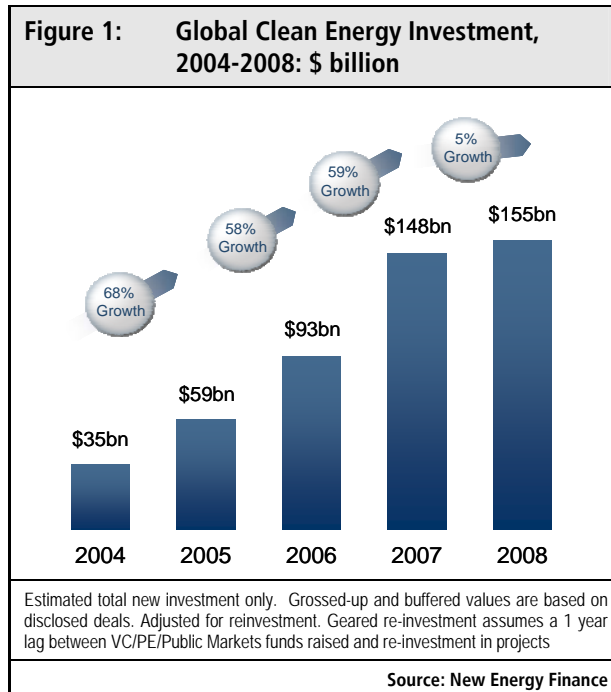 Figure 1: Global Clean Energy Investment,
2004-2008: $ billion
5%
Growth
59%
Growth
58%
Growth
68%
Growth
$35bn
$59bn
$93bn
$148bn
$155bn
2004 2005 2006 2007 2008
Estimated total new investment only. Grossed-up and buffered values are based on
disclosed deals. Adjusted for reinvestment. Geared re-investment assumes a 1 year
lag between VC/PE/Public Markets funds raised and re-investment in projects
Source: New Energy Finance